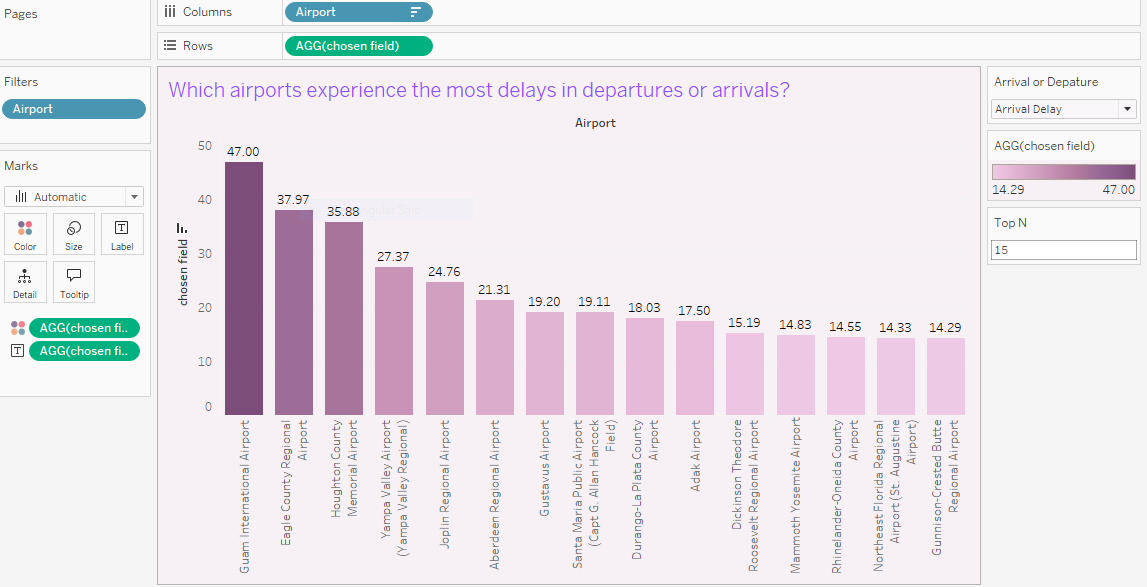 Pages
Columns
Airport
Rows
AGG(chosen field)
Filters
Airport
Marks
Automatic
Color
Size
Label
Detail
Tooltip
AGG(chosen fi..
AGG(chosen fi..
Which airports experience the most delays in departures or arrivals?
Airport
chosen field
50
40
30
20
10
0
47.00
37.97
35.88
27.37
24.76
21.31
19.20
19.11
18.03
17.50
15.19
14.83
14.55
14.33
14.29
Guam International Airport
Eagle County Regional
Airport
Houghton County
Memorial Airport
Yampa Valley Airport
(Yampa Valley Regional)
Joplin Regional Airport
Aberdeen Regional Airport
Gustavus Airport
Santa Maria Public Airport
(Capt G. Allan Hancock
Field)
Durango-La Plata County
Airport
Adak Airport
Dickinson Theodore
Roosevelt Regional Airport
Mammoth Yosemite Airport
Rhinelander-Oneida County
Airport
Northeast Florida Regional
Airport (St. Augustine
Airport)
Gunnison-Crested Butte
Regional Airport
Arrival or Depature
Arrival Delay
AGG(chosen field)
14.29
47.00
Top N
15